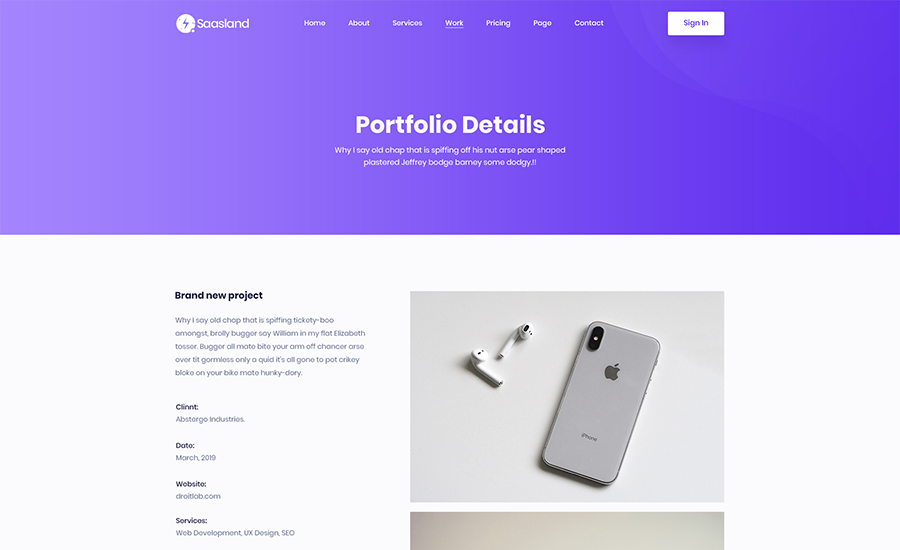 Saasland
Home About Services Work Pricing Page Contact Sign In
Portfolio Details
Why I say old chap that is spiffing off his nut arse pear shaped
plastered Jeffrey bodge barney some dodgy.!!
Brand new project
Why I say old chap that is spiffing tickety-boo
amongst, brolly bugger say William in my flat Elizabeth
tosser. Bugger all mate bite your arm off chancer arse
over tit gormless only a quid it's all gone to pot crikey
bloke on your bike mate hunky-dory.
Clinnt:
Abstergo Industries.
Date:
March, 2019
Website:
droitlab.com
Services:
Web Development, UX Design, SEO
iPhone